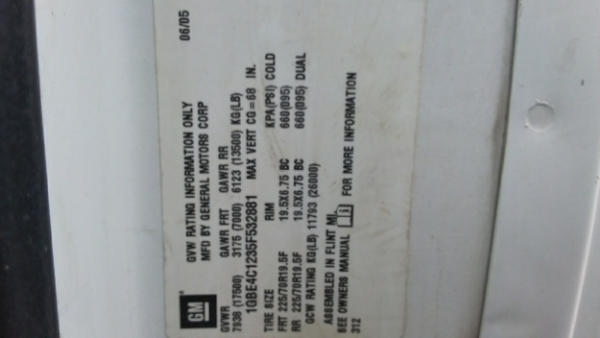 GM
GVW RATING INFORMATION ONLY 06/05
MFD BY GENERAL MOTORS CORP
GVWR GAWR FRT GAWR RR
7938 (17500) 3175 (7000) 6123 (13500) KG(LB)
1GBE4C1235F532881 MAX VERT CG=68 IN.
TIRE SIZE RIM KPA(PSI) COLD
FRT 225/70R19.5F 19.5X6.75 BC 660(095)
RR 225/70R19.5F 19.5X6.75 BC 660(095) DUAL
GCW RATING KG(LB) 11793 (26000)
ASSEMBLED IN FLINT MI.
SEE OWNERS MANUAL FOR MORE INFORMATION
312